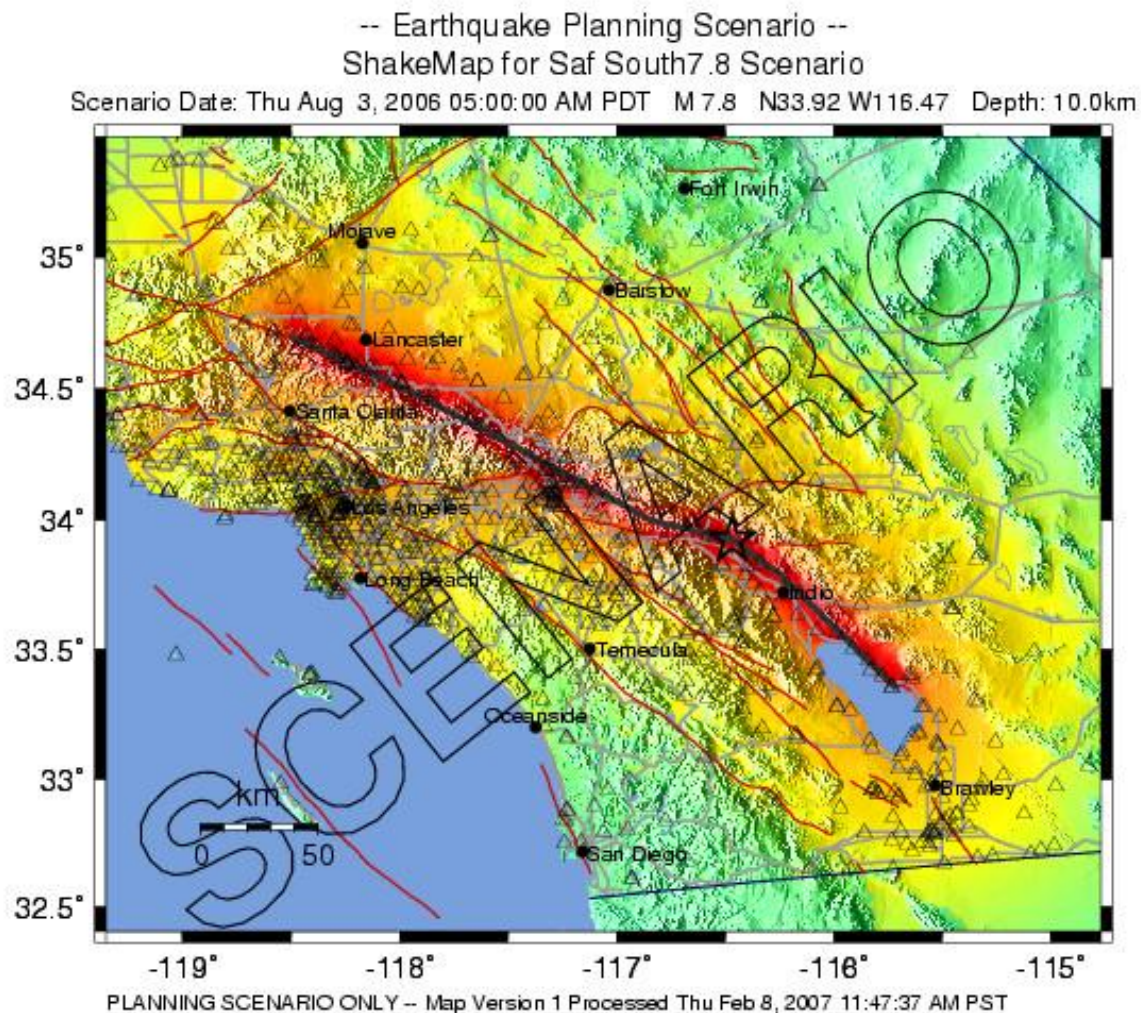 -- Earthquake Planning Scenario --
ShakeMap for Saf South7.8 Scenario
Scenario Date: Thu Aug 3, 2006 05:00:00 AM PDT M 7.8 N33.92 W116.47 Depth: 10.0km
Fort Irwin
Mojave
35°
Barstow
Lancaster
34.5°
Santa Clarita
34°
Los Angeles
Long Beach
Indio
33.5°
Temecula
Oceanside
SCENARIO
33°
Brawley
km
0 50
San Diego
32.5°
-119° -118° -117° -116° -115°
PLANNING SCENARIO ONLY -- Map Version 1 Processed Thu Feb 8, 2007 11:47:37 AM PST